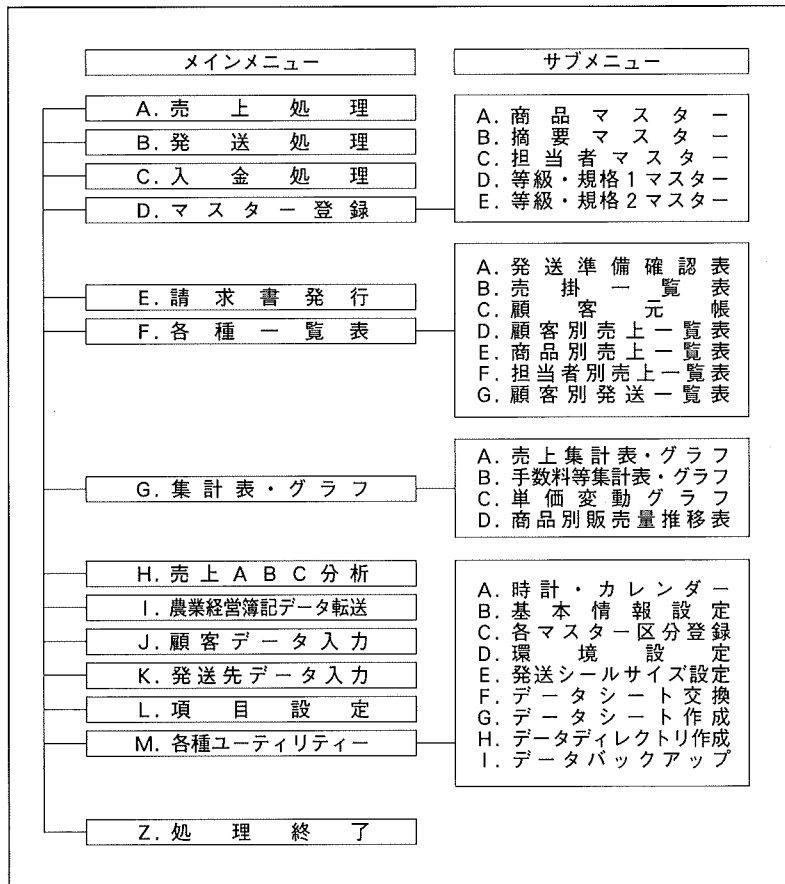 メインメニュー
サブメニュー
A.売上処理
B.発送処理
C.入金処理
D.マスター登録
A.商品マスター
B.摘要マスター
C.担当者マスター
D.等級・規格1マスター
E.等級・規格2マスター
E.請求書発行
F.各種一覧表
A.発送準備確認表
B.売掛一覧表
C.顧客元帳
D.顧客別売上一覧表
E.商品別売上一覧表
F.担当者別売上一覧表
G.顧客別発送一覧表
G.集計表・グラフ
A.売上集計表・グラフ
B.手数料等集計表・グラフ
C.単価変動グラフ
D.商品別販売量推移表
H.売上ABC分析
I.農業経営簿記データ転送
J.顧客データ入力
K.発送先データ入力
L.項目設定
M.各種ユーティリティー
A.時計・カレンダー
B.基本情報設定
C.各マスター区分登録
D.環境設定
E.発送シールサイズ設定
F.データシート交換
G.データシート作成
H.データディレクトリ作成
I.データバックアップ
Z.処理終了